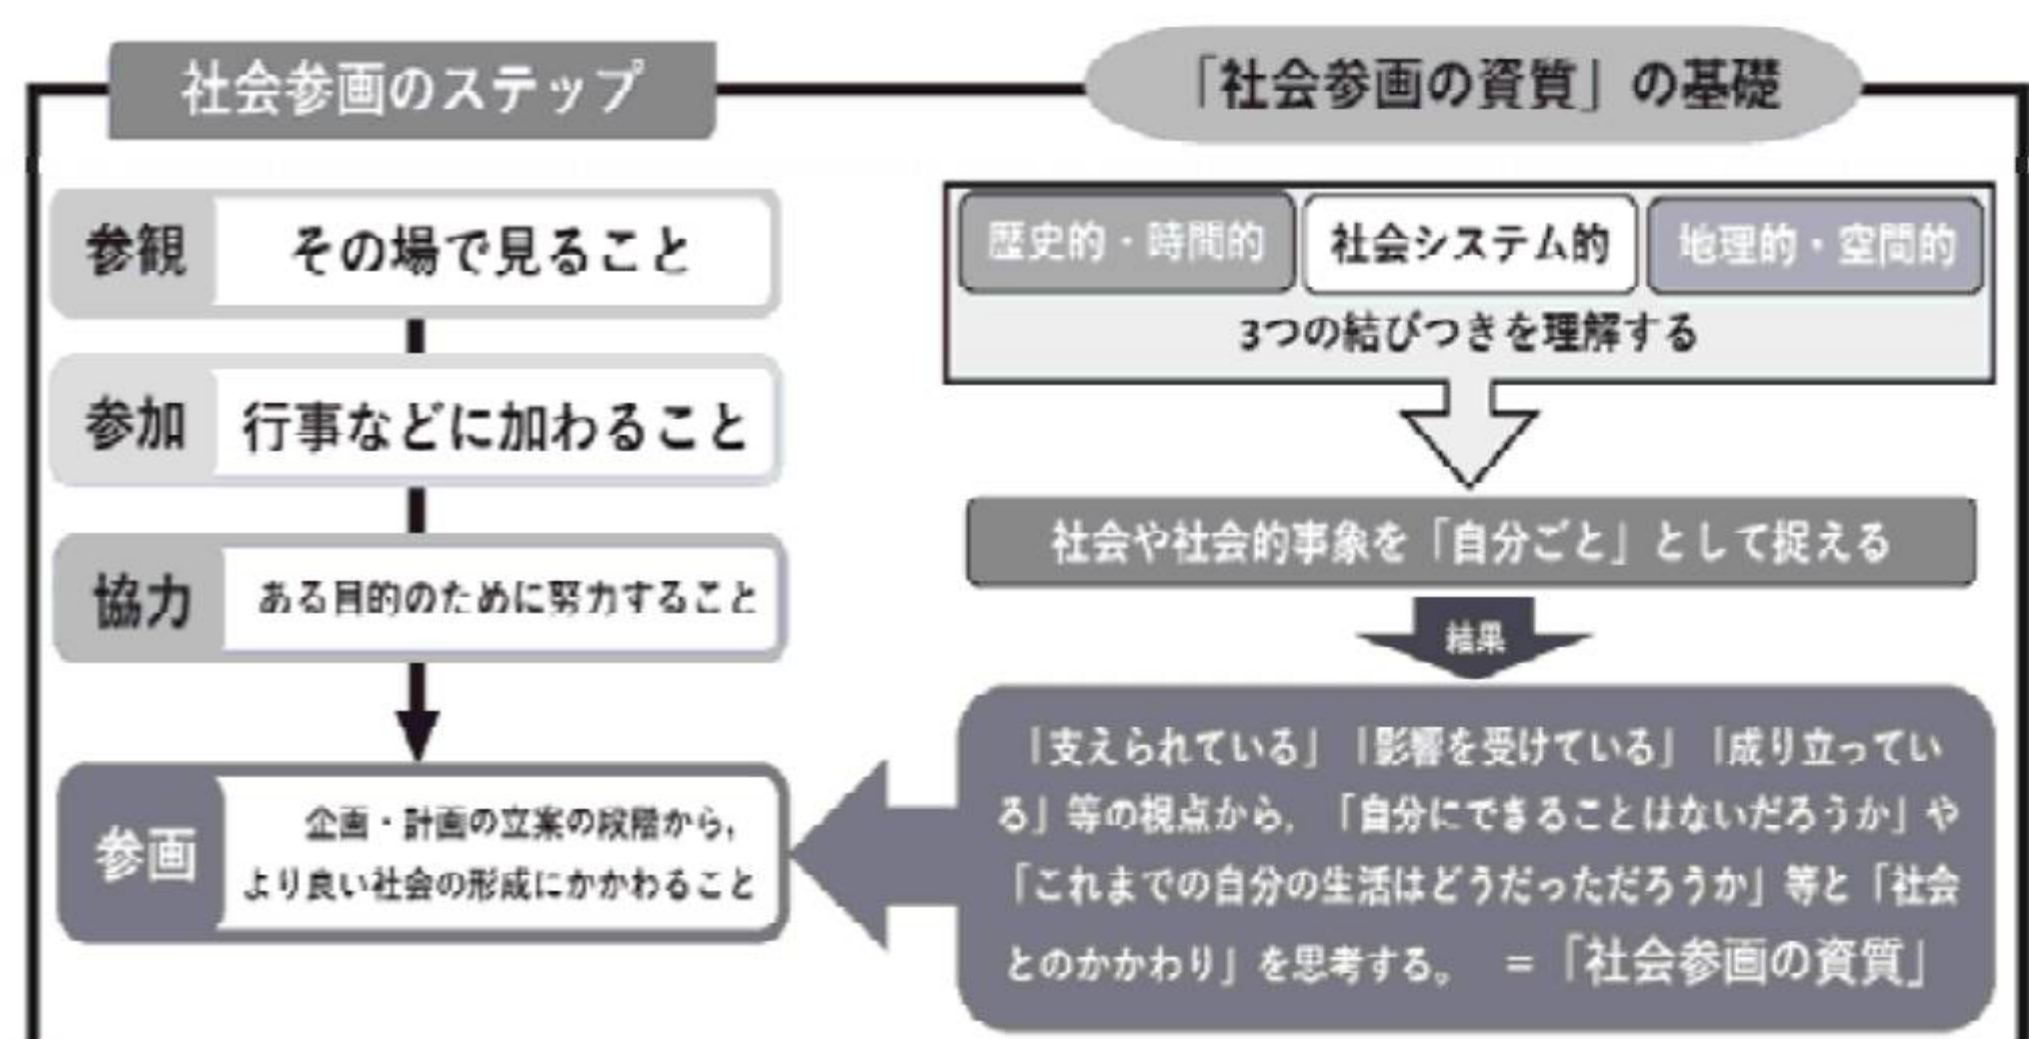 社会参画のステップ
参観
その場で見ること
参加
行事などに加わること
協力
ある目的のために努力すること
参画
企画・計画の立案の段階から，
より良い社会の形成にかかわること
「社会参画の資質」の基礎
歴史的・時間的
社会システム的
地理的・空間的
3つの結びつきを理解する
社会や社会的事象を「自分ごと」として捉える
結果
「支えられている」「影響を受けている」「成り立ってい
る」等の視点から，「自分にできることはないだろうか」や
「これまでの自分の生活はどうだっただろうか」等と「社会
とのかかわり」を思考する。 ＝「社会参画の資質」